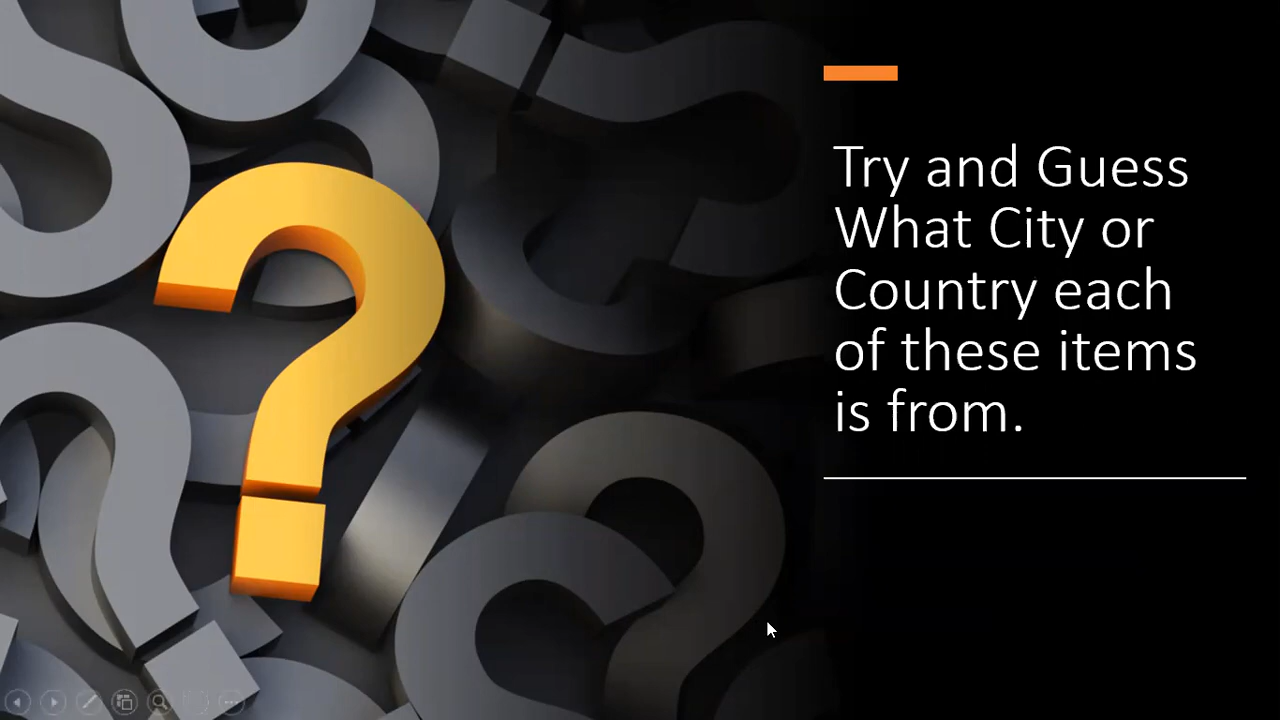 Try and Guess
What City or
Country each
of these items
is from.